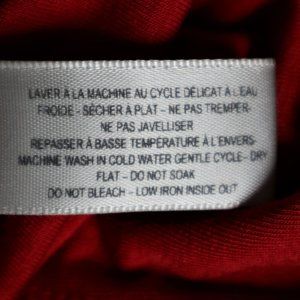 LAVER À LA MACHINE AU CYCLE DÉLICAT À L'EAU
FROIDE - SÉCHER À PLAT - NE PAS TREMPER-
NE PAS JAVELLISER
REPASSER À BASSE TEMPÉRATURE À L'ENVERS-
MACHINE WASH IN COLD WATER GENTLE CYCLE- DRY
FLAT - DO NOT SOAK
DO NOT BLEACH - LOW IRON INSIDE OUT